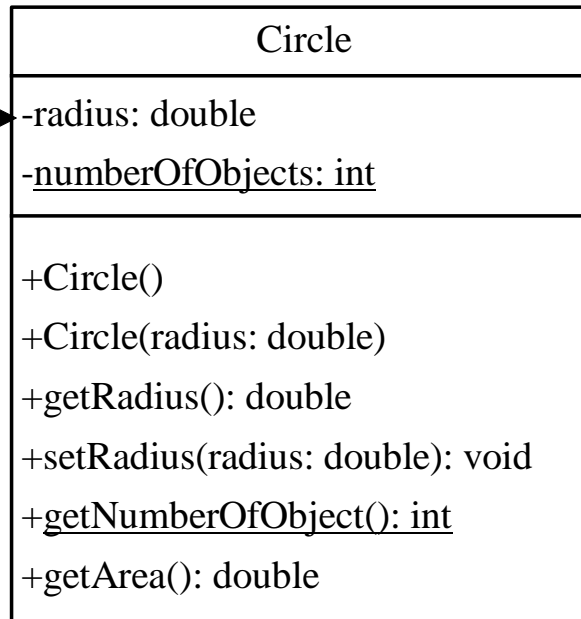 Circle
-radius: double
-numberOfObjects: int
+Circle()
+Circle(radius: double)
+getRadius(): double
+setRadius(radius: double): void
+getNumberOfObject(): int
+getArea(): double